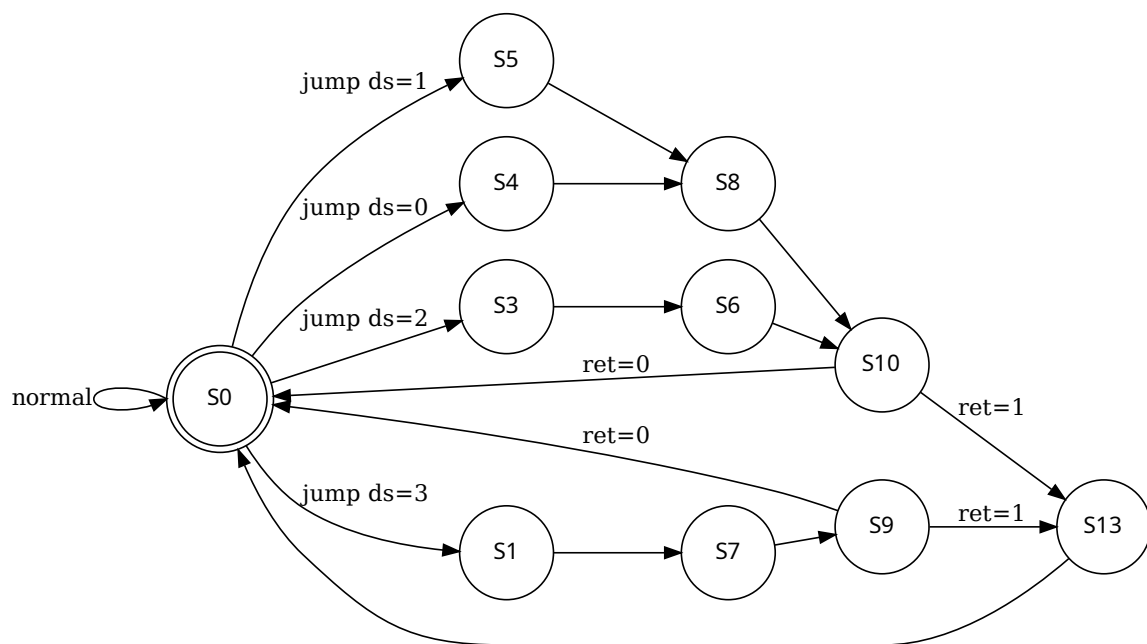 S5
jump ds=1
S4
S8
jump ds=0
S3
S6
jump ds=2
S10
ret=0
normal
S0
ret=1
ret=0
jump ds=3
S1
S7
S9
ret=1
S13